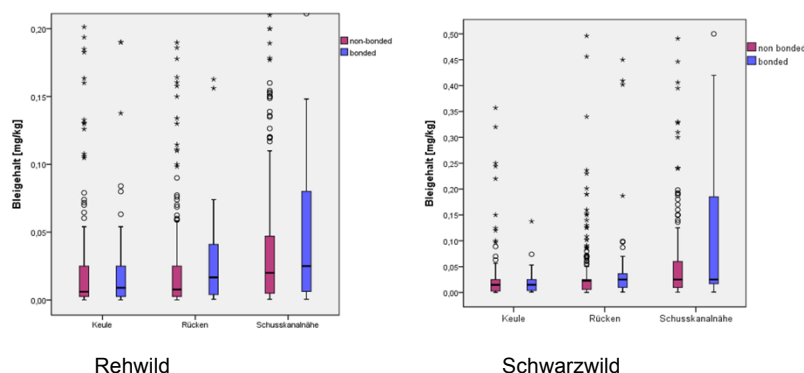 0,20
0,15
0,10
0,05
0,00
Bleigehalt [mg/kg]
Keule
Rücken
Schusskanalnähe
non-bonded
bonded
Rehwild
0,50
0,45
0,40
0,35
0,30
0,25
0,20
0,15
0,10
0,05
0,00
Bleigehalt [mg/kg]
Keule
Rücken
Schusskanalnähe
non bonded
bonded
Schwarzwild